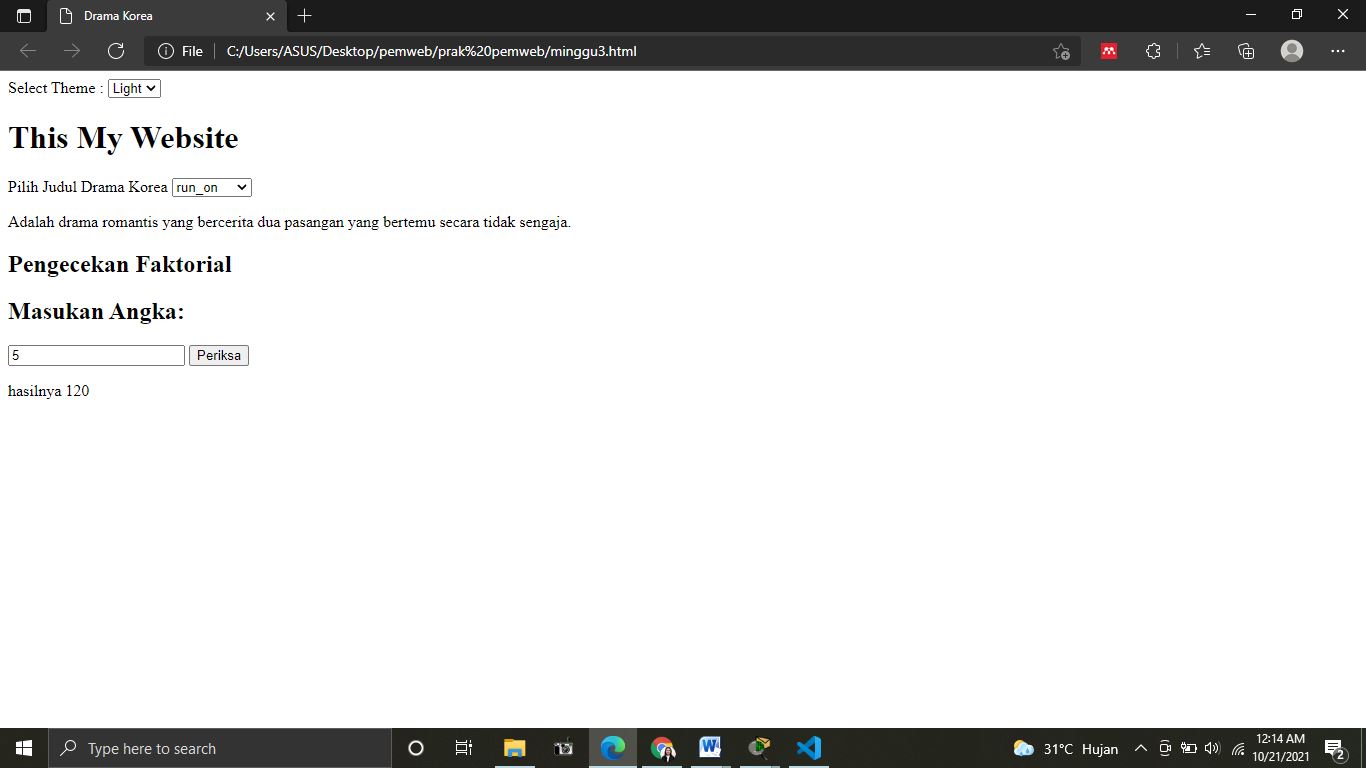 Drama Korea
File C:/Users/ASUS/Desktop/pemweb/prak%20pemweb/minggu3.html
Select Theme : Light
This My Website
Pilih Judul Drama Korea run_on
Adalah drama romantis yang bercerita dua pasangan yang bertemu secara tidak sengaja.
Pengecekan Faktorial
Masukan Angka:
5 Periksa
hasilnya 120
Type here to search 31°C Hujan 12:14 AM
10/21/2021 2